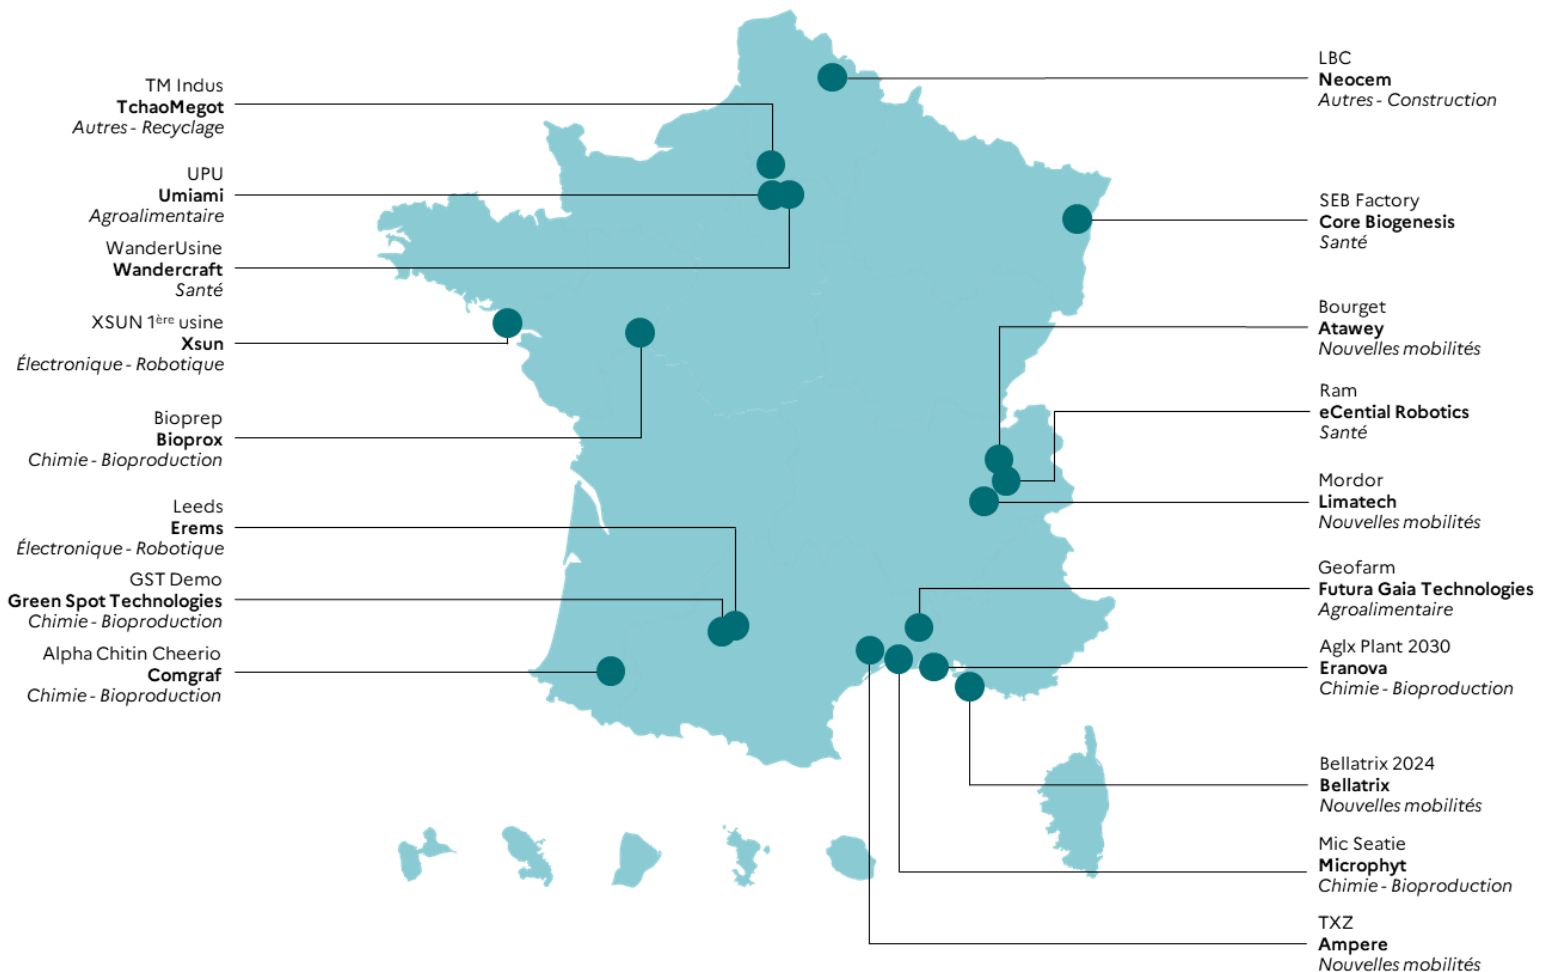 TM Indus
TchaoMegot
Autres - Recyclage
UPU
Umiami
Agroalimentaire
WanderUsine
Wandercraft
Santé
XSUN 1ère usine
Xsun
Électronique - Robotique
Bioprep
Bioprox
Chimie - Bioproduction
Leeds
Erems
Électronique - Robotique
GST Demo
Green Spot Technologies
Chimie - Bioproduction
Alpha Chitin Cheerio
Comgraf
Chimie - Bioproduction
LBC
Neocem
Autres - Construction
SEB Factory
Core Biogenesis
Santé
Bourget
Atawey
Nouvelles mobilités
Ram
eCential Robotics
Santé
Mordor
Limatech
Nouvelles mobilités
Geofarm
Futura Gaia Technologies
Agroalimentaire
Aglx Plant 2030
Eranova
Chimie - Bioproduction
Bellatrix 2024
Bellatrix
Nouvelles mobilités
Mic Seatie
Microphyt
Chimie - Bioproduction
TXZ
Ampere
Nouvelles mobilités